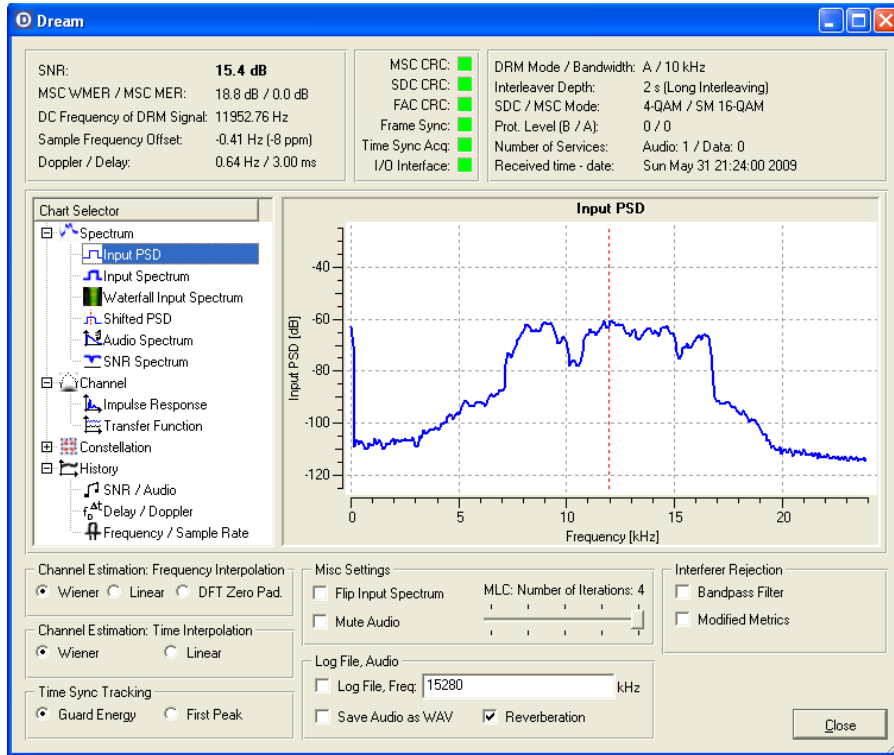 Dream
SNR: 15.4 dB
MSC WMER / MSC MER: 18.8 dB / 0.0 dB
DC Frequency of DRM Signal: 11952.76 Hz
Sample Frequency Offset: -0.41 Hz (-8 ppm)
Doppler / Delay: 0.64 Hz / 3.00 ms
MSC CRC:
SDC CRC:
FAC CRC:
Frame Sync:
Time Sync Acq:
I/O Interface:
DRM Mode / Bandwidth: A / 10 kHz
Interleaver Depth: 2 s (Long Interleaving)
SDC / MSC Mode: 4-QAM / SM 16-QAM
Prot. Level (B / A): 0 / 0
Number of Services: Audio: 1 / Data: 0
Received time - date: Sun May 31 21:24:00 2009
Chart Selector
Spectrum
Input PSD
Input Spectrum
Waterfall Input Spectrum
Shifted PSD
Audio Spectrum
SNR Spectrum
Channel
Impulse Response
Transfer Function
Constellation
History
SNR / Audio
Delay / Doppler
Frequency / Sample Rate
Input PSD
Input PSD [dB]
-40
-60
-80
-100
-120
0 5 10 15 20
Frequency [kHz]
Channel Estimation: Frequency Interpolation
Wiener Linear DFT Zero Pad.
Channel Estimation: Time Interpolation
Wiener Linear
Time Sync Tracking
Guard Energy First Peak
Misc Settings
Flip Input Spectrum MLC: Number of Iterations: 4
Mute Audio
Log File, Audio
Log File, Freq: 15280 kHz
Save Audio as WAV Reverberation
Interferer Rejection
Bandpass Filter
Modified Metrics
Close